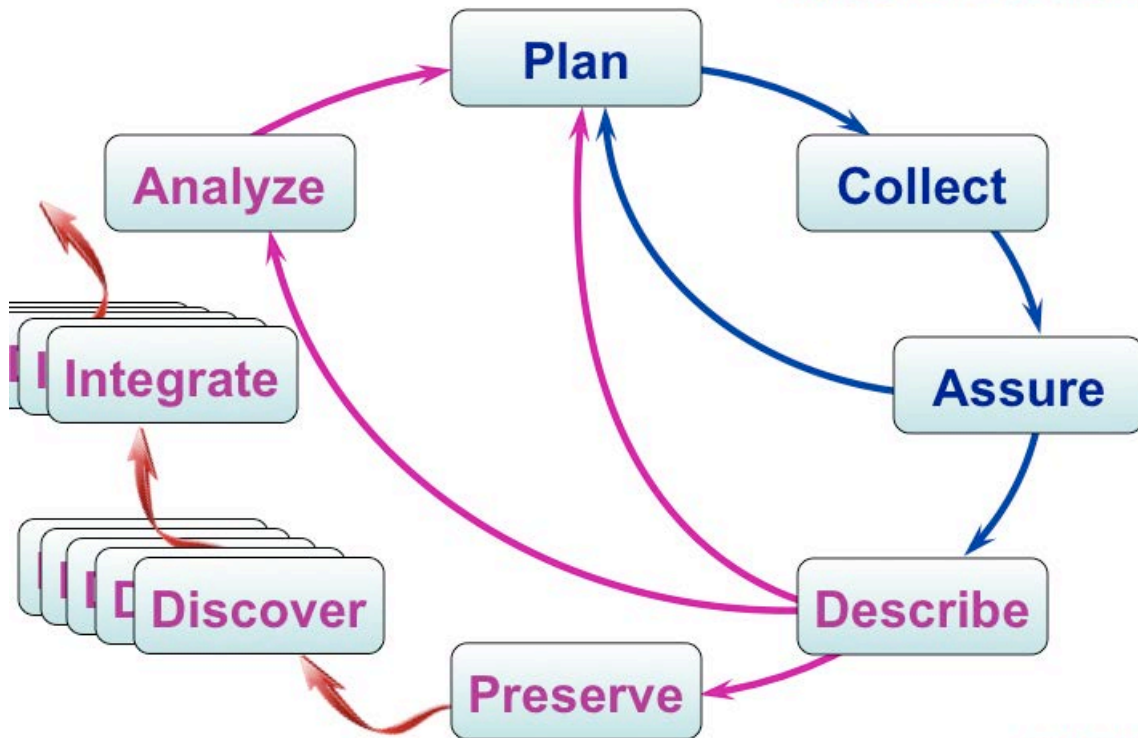 Plan
Collect
Analyze
Assure
Integrate
Describe
Discover
Preserve